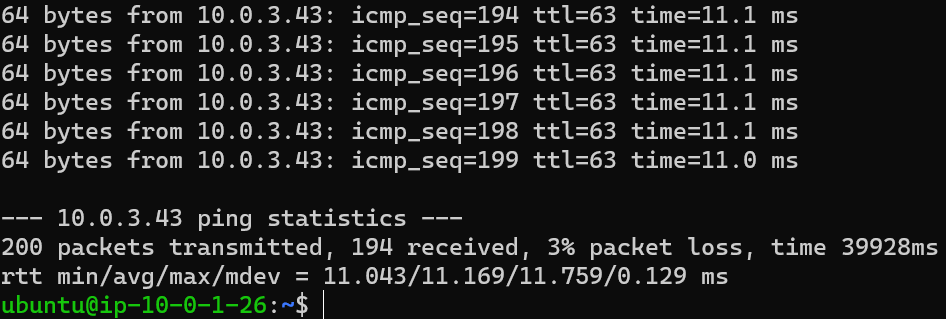 64 bytes from 10.0.3.43: icmp_seq=194 ttl=63 time=11.1 ms
64 bytes from 10.0.3.43: icmp_seq=195 ttl=63 time=11.1 ms
64 bytes from 10.0.3.43: icmp_seq=196 ttl=63 time=11.1 ms
64 bytes from 10.0.3.43: icmp_seq=197 ttl=63 time=11.1 ms
64 bytes from 10.0.3.43: icmp_seq=198 ttl=63 time=11.1 ms
64 bytes from 10.0.3.43: icmp_seq=199 ttl=63 time=11.0 ms
--- 10.0.3.43 ping statistics ---
200 packets transmitted, 194 received, 3% packet loss, time 39928ms
rtt min/avg/max/mdev = 11.043/11.169/11.759/0.129 ms
ubuntu@ip-10-0-1-26:~$